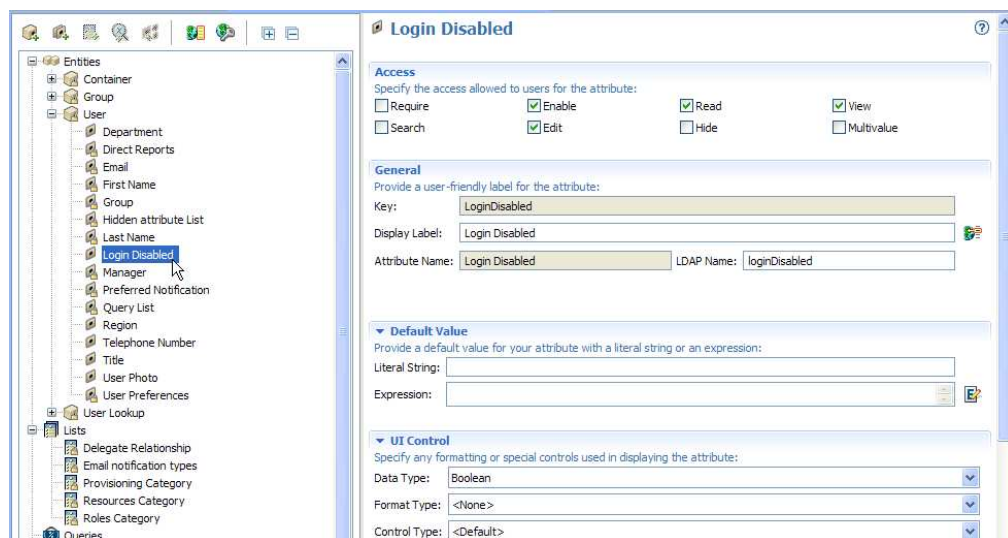 Entities
Container
Group
User
Department
Direct Reports
Email
First Name
Group
Hidden attribute List
Last Name
Login Disabled
Manager
Preferred Notification
Query List
Region
Telephone Number
Title
User Photo
User Preferences
User Lookup
Lists
Delegate Relationship
Email notification types
Provisioning Category
Resources Category
Roles Category
Queries
Login Disabled
Access
Specify the access allowed to users for the attribute:
Require Enable Read View
Search Edit Hide Multivalue
General
Provide a user-friendly label for the attribute:
Key: LoginDisabled
Display Label: Login Disabled
Attribute Name: Login Disabled LDAP Name: loginDisabled
Default Value
Provide a default value for your attribute with a literal string or an expression:
Literal String:
Expression:
UI Control
Specify any formatting or special controls used in displaying the attribute:
Data Type: Boolean
Format Type: <None>
Control Type: <Default>